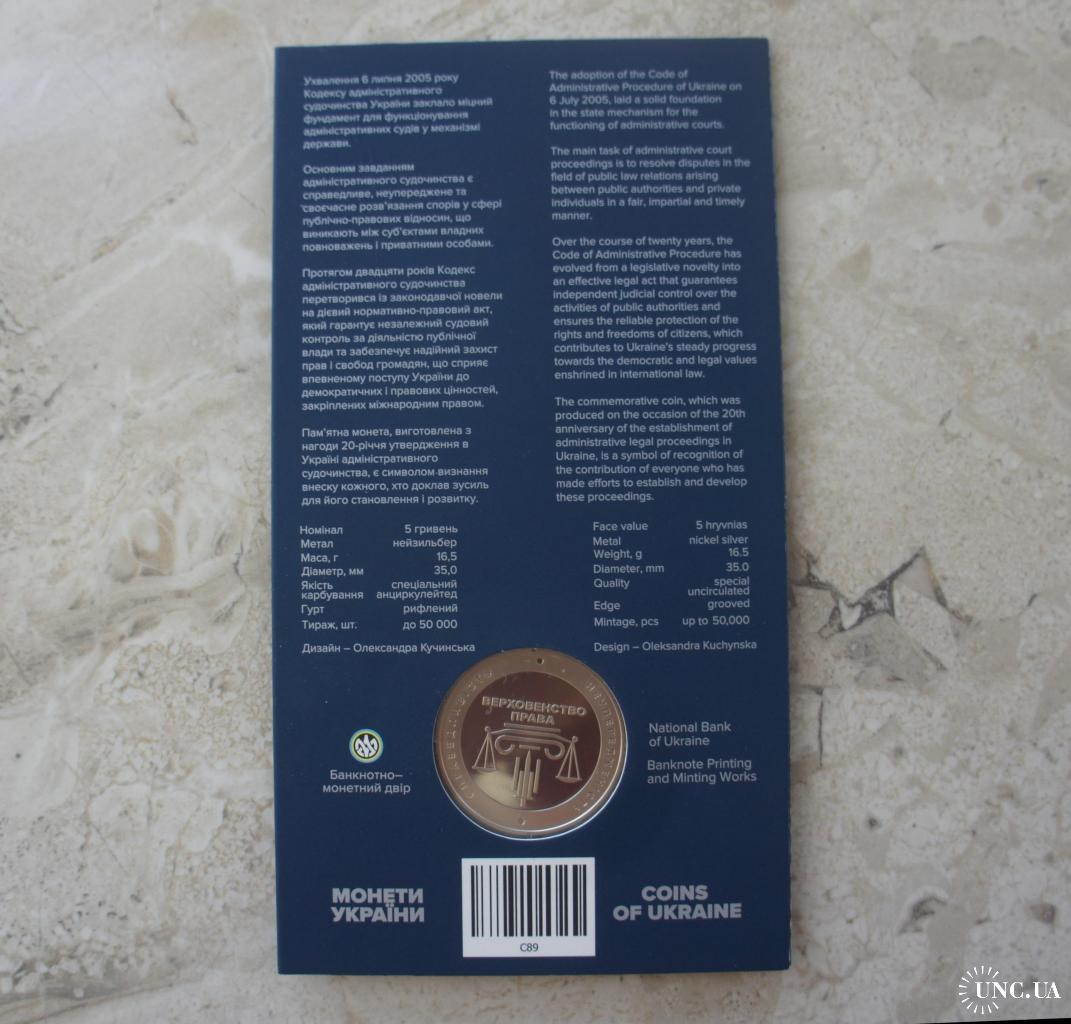 Ухвалення 6 липня 2005 року
Кодексу адміністративного
судочинства України заклало міцний
фундамент для функціонування
адміністративних судів у механізмі
держави.
Основним завданням
адміністративного судочинства є
справедливе, неупереджене та
своєчасне розв'язання спорів у сфері
публічно-правових відносин, що
виникають між суб'єктами владних
повноважень і приватними особами.
Протягом двадцяти років Кодекс
адміністративного судочинства
перетворився із законодавчої новели
на дієвий нормативно-правовий акт,
який гарантує незалежний судовий
контроль за діяльністю публічної
влади та забезпечує надійний захист
прав і свобод громадян, що сприяє
впевненому поступу України до
демократичних і правових цінностей,
закріплених міжнародним правом.
Пам'ятна монета, виготовлена з
нагоди 20-річчя утвердження в
Україні адміністративного
судочинства, є символом визнання
внеску кожного, хто доклав зусиль
для його становлення і розвитку.
Номінал 5 гривень
Метал нейзильбер
Маса, г 16,5
Діаметр, мм 35,0
Якість спеціальний
карбування анциркулейтед
Гурт рифлений
Тираж, шт. до 50 000
Дизайн – Олександра Кучинська
The adoption of the Code of
Administrative Procedure of Ukraine on
6 July 2005, laid a solid foundation
in the state mechanism for the
functioning of administrative courts.
The main task of administrative court
proceedings is to resolve disputes in the
field of public law relations arising
between public authorities and private
individuals in a fair, impartial and timely
manner.
Over the course of twenty years, the
Code of Administrative Procedure has
evolved from a legislative novelty into
an effective legal act that guarantees
independent judicial control over the
activities of public authorities and
ensures the reliable protection of the
rights and freedoms of citizens, which
contributes to Ukraine's steady progress
towards the democratic and legal values
enshrined in international law.
The commemorative coin, which was
produced on the occasion of the 20th
anniversary of the establishment of
administrative legal proceedings in
Ukraine, is a symbol of recognition of
the contribution of everyone who has
made efforts to establish and develop
these proceedings.
Face value 5 hryvnias
Metal nickel silver
Weight, g 16.5
Diameter, mm 35.0
Quality special
uncirculated
Edge grooved
Mintage, pcs up to 50,000
Design – Oleksandra Kuchynska
ВЕРХОВЕНСТВО
ПРАВА
Банкнотно–
монетний двір
National Bank
of Ukraine
Banknote Printing
and Minting Works
МОНЕТИ
УКРАЇНИ
C89
COINS
OF UKRAINE
UNC.UA